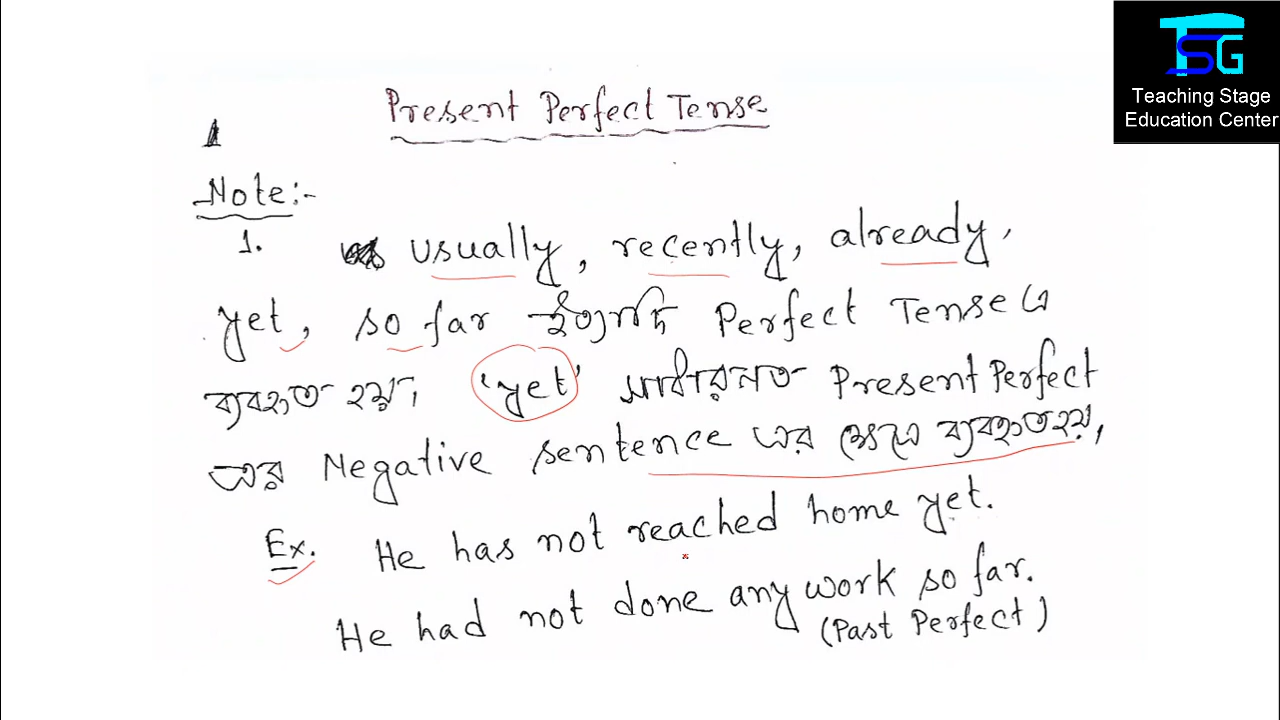 TSG
Teaching Stage
Education Center
Present Perfect Tense
Note:-
1. usually, recently, already,
yet, so far ইত্যাদি Perfect Tense এ
ব্যবহৃত হয়। 'yet' সাধারনত Present Perfect
এর Negative sentence এর শেষে ব্যবহৃত হয়,
Ex. He has not reached home yet.
He had not done any work so far.
(Past Perfect)